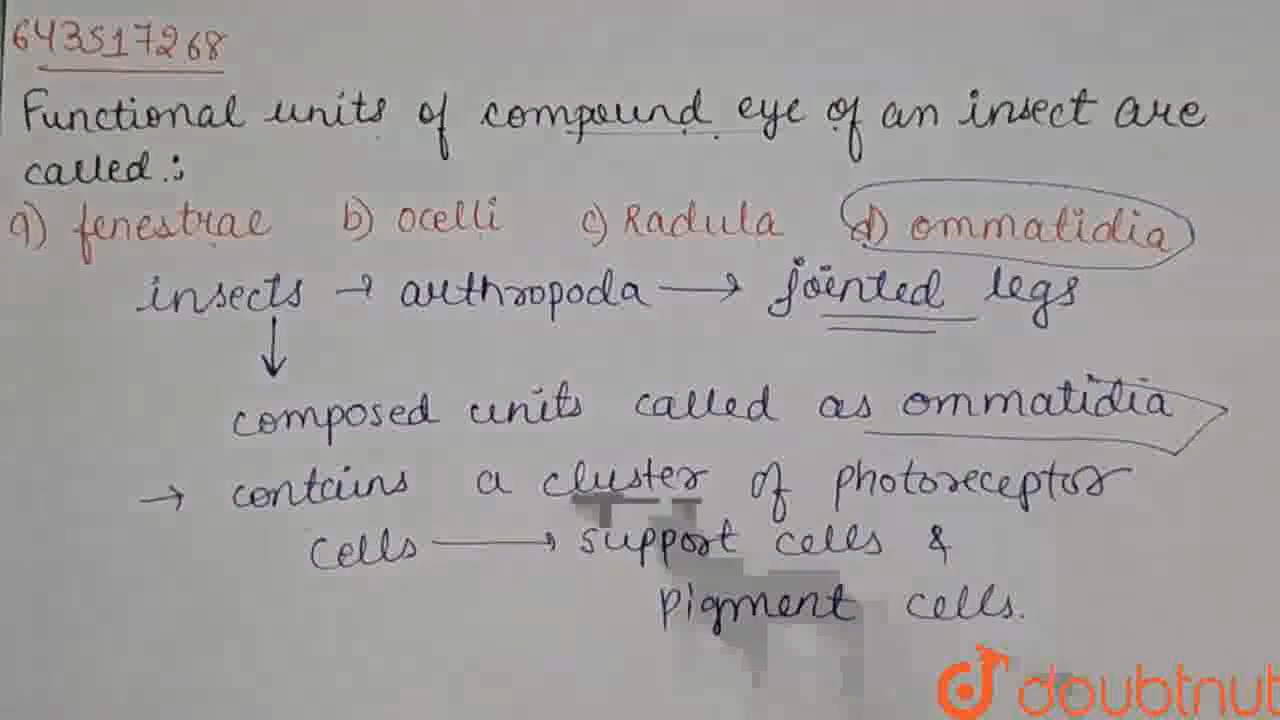 643517268
Functional units of compound eye of an insect are
called :
a) fenestrae b) ocelli c) Radula d) ommatidia
insects → arthropoda → jointed legs
↓
composed units called as ommatidia
→ contains a cluster of photoreceptor
cells → support cells &
pigment cells.
doubtnut